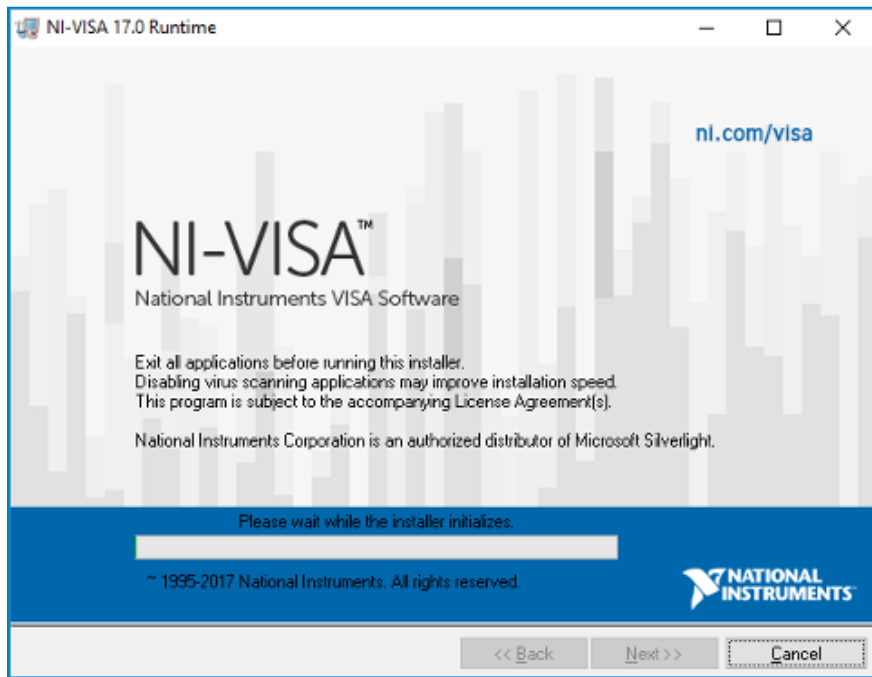 NI-VISA 17.0 Runtime
ni.com/visa
NI-VISA™
National Instruments VISA Software
Exit all applications before running this installer.
Disabling virus scanning applications may improve installation speed.
This program is subject to the accompanying License Agreement(s).
National Instruments Corporation is an authorized distributor of Microsoft Silverlight.
Please wait while the installer initializes.
~ 1995-2017 National Instruments. All rights reserved.
NATIONAL
INSTRUMENTS
<< Back
Next >>
Cancel